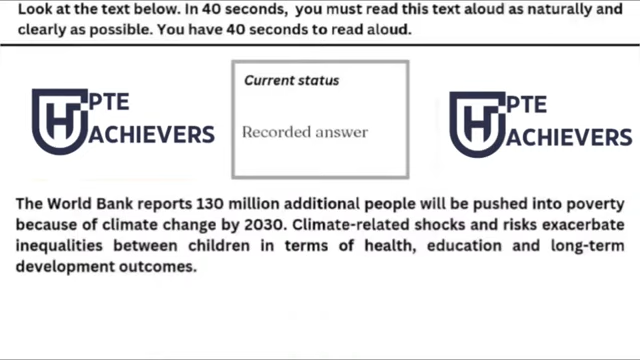 Look at the text below. In 40 seconds, you must read this text aloud as naturally and
clearly as possible. You have 40 seconds to read aloud.
Current status
Recorded answer
H PTE
ACHIEVERS
H PTE
ACHIEVERS
The World Bank reports 130 million additional people will be pushed into poverty
because of climate change by 2030. Climate-related shocks and risks exacerbate
inequalities between children in terms of health, education and long-term
development outcomes.